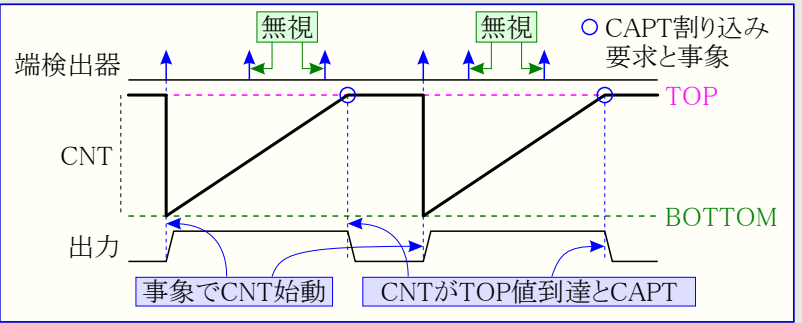 無視
無視
CAPT割り込み
要求と事象
端検出器
TOP
CNT
BOTTOM
出力
事象でCNT始動
CNTがTOP値到達とCAPT